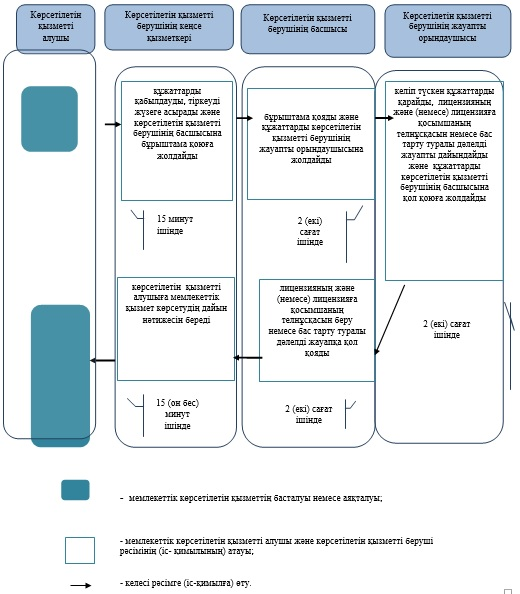 Көрсетілетін
қызметті
алушы
Көрсетілетін қызметті
берушінің кеңсе
қызметкері
Көрсетілетін қызметті
берушінің басшысы
Көрсетілетін қызметті
берушінің жауапты
орындаушысы
құжаттарды
қабылдауды, тіркеуді
жүзеге асырады және
көрсетілетін қызметті
берушінің басшысына
бұрыштама қоюға
жолдайды
бұрыштама қояды және
құжаттарды көрсетілетін
қызметті берушінің
жауапты орындаушысына
жолдайды
келіп түскен құжаттарды
қарайды, лицензияның
және (немесе) лицензияға
қосымшаның
телнұсқасын немесе бас
тарту туралы дәлелді
жауапты дайындайды
және құжаттарды
көрсетілетін қызметті
берушінің басшысына
қол қоюға жолдайды
15 минут
ішінде
2 (екі)
сағат
ішінде
көрсетілетін қызметті
алушыға мемлекеттік
қызмет көрсетудің дайын
нәтижесін береді
лицензияның және
(немесе) лицензияға
қосымшаның
телнұсқасын беру
немесе бас тарту туралы
дәлелді жауапқа қол
қояды
2 (екі) сағат
ішінде
15 (он бес)
минут
ішінде
2 (екі) сағат
ішінде
- мемлекеттік көрсетілетін қызметтің басталуы немесе аяқталуы;
- мемлекеттік көрсетілетін қызметті алушы және көрсетілетін қызметті беруші
рәсімінің (іс- қимылының) атауы;
- келесі рәсімге (іс-қимылға) өту.